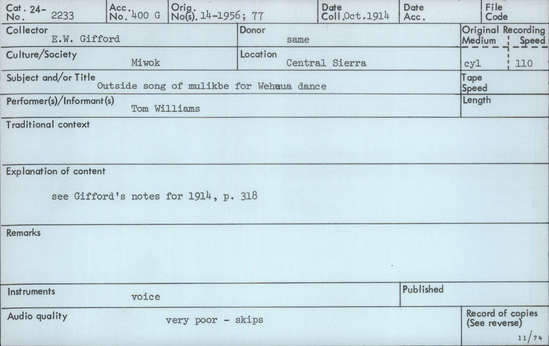 Cat. 24- No. 2233 Acc. No. 400 G Orig. No(s). 14-1956; 77 Date Coll. Oct.1914 Date Acc. File Code
Collector E.W. Gifford Donor same Original Recording Medium Speed
Culture/Society Miwok Location Central Sierra cyl 110
Subject and/or Title Outside song of mulikbe for Wehuua dance Tape Speed
Performer(s)/Informant(s) Tom Williams Length
Traditional context
Explanation of content
see Gifford's notes for 1914, p. 318
Remarks
Instruments voice Published
Audio quality very poor - skips Record of copies (See reverse)
11/74